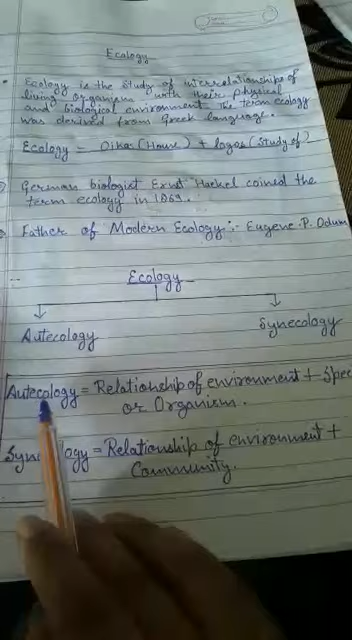 Ecology
Ecology is the study of interrelationships of
living organism with their physical
and biological environment. The term ecology
was derived from Greek language.
Ecology = Oikos (House) + logos (study of)
German biologist Ernst Haekel coined the
term ecology in 1869.
Father of Modern Ecology :- Eugene P. Odum
Ecology
Autecology
Synecology
Autecology = Relationship of environment + Spec
or Organism.
Syn logy = Relationship of environment +
Community.